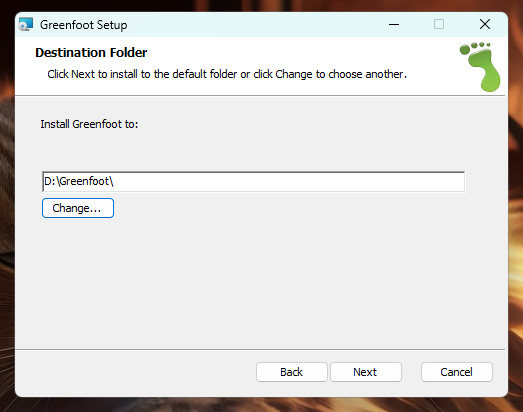 Greenfoot Setup
Destination Folder
Click Next to install to the default folder or click Change to choose another.
Install Greenfoot to:
D:\Greenfoot\
Change...
Back
Next
Cancel